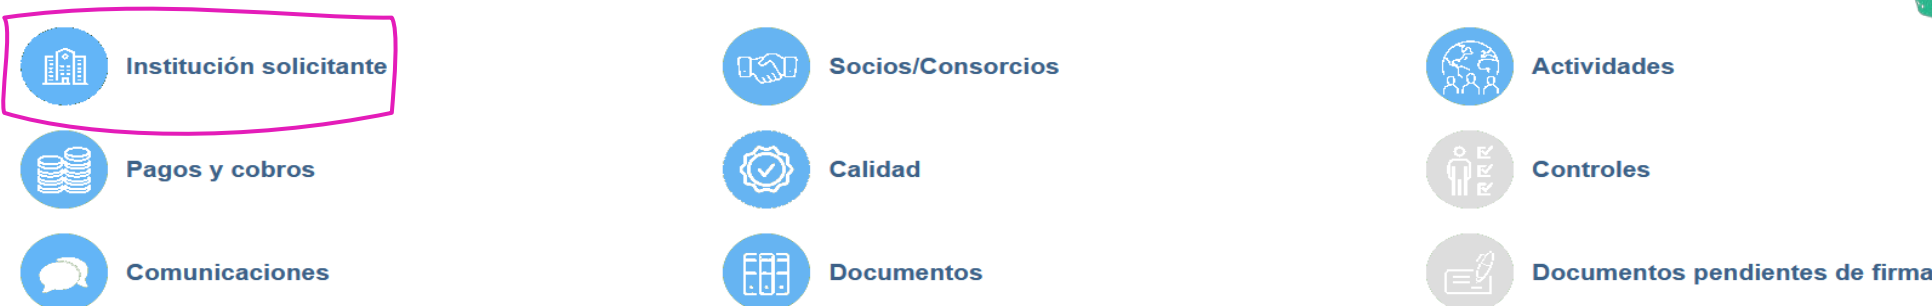 Institución solicitante
Socios/Consorcios
Actividades
Pagos y cobros
Calidad
Controles
Comunicaciones
Documentos
Documentos pendientes de firma